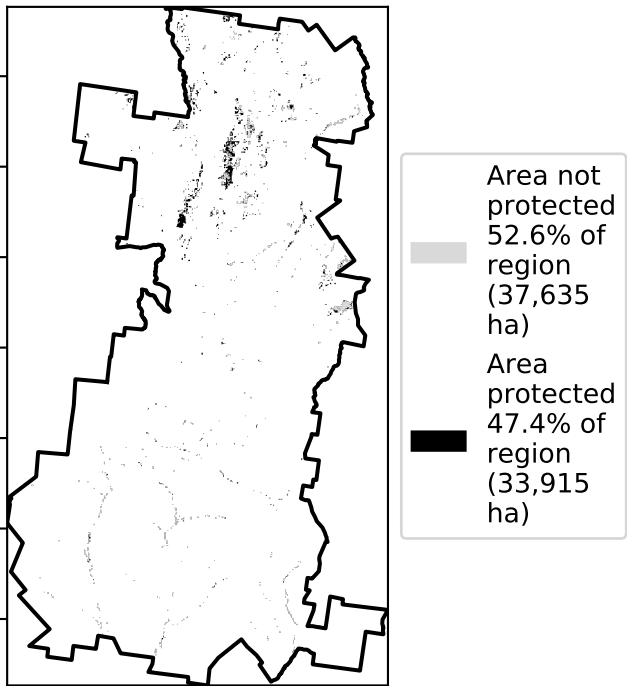 Area not
protected
52.6% of
region
(37,635
ha)
Area
protected
47.4% of
region
(33,915
ha)